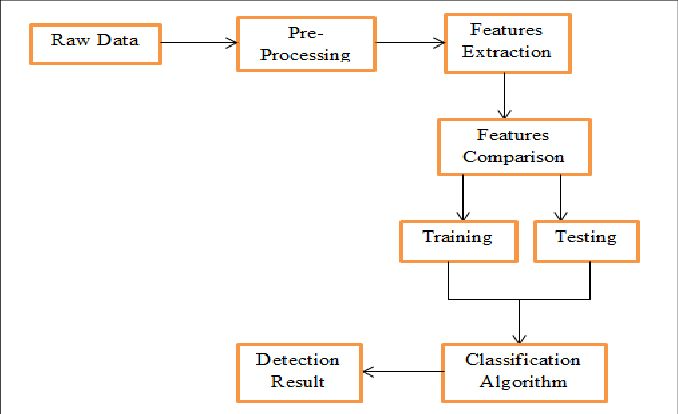 Raw Data
Pre-
Processing
Features
Extraction
Features
Comparison
Training
Testing
Detection
Result
Classification
Algorithm